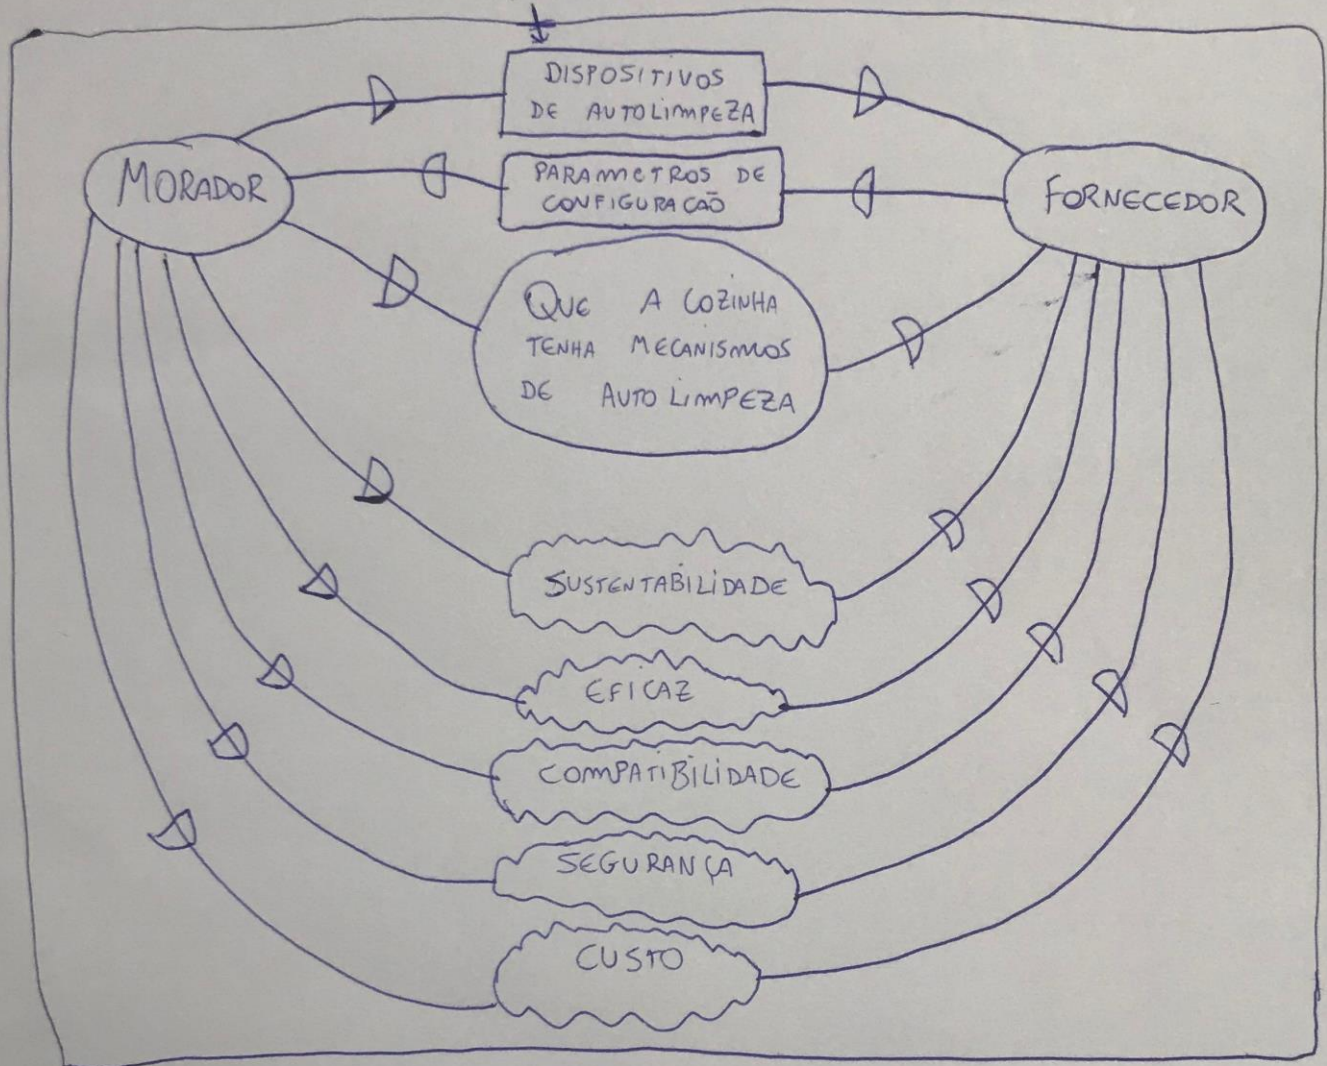 DISPOSITIVOS
DE AUTOLIMPEZA
MORADOR
PARAMETROS DE
CONFIGURAÇÃO
FORNECEDOR
QUE A COZINHA
TENHA MECANISMOS
DE AUTO LIMPEZA
SUSTENTABILIDADE
EFICAZ
COMPATIBILIDADE
SEGURANÇA
CUSTO